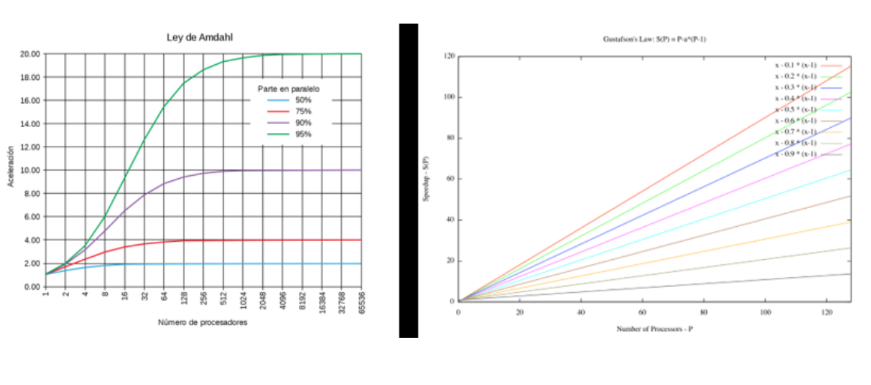 Ley de Amdahl
20.00
18.00
16.00
14.00
12.00
10.00
8.00
6.00
4.00
2.00
0.00
Aceleración
Parte en paralelo
50%
75%
90%
95%
1
2
4
8
16
32
64
128
256
512
1024
2048
4096
8192
16384
32768
65536
Número de procesadores
Gustafson's Law: S(P) = P-a*(P-1)
120
100
80
60
40
20
0
Speedup - S(P)
x - 0.1 * (x-1)
x - 0.2 * (x-1)
x - 0.3 * (x-1)
x - 0.4 * (x-1)
x - 0.5 * (x-1)
x - 0.6 * (x-1)
x - 0.7 * (x-1)
x - 0.8 * (x-1)
x - 0.9 * (x-1)
0
20
40
60
80
100
120
Number of Processors - P